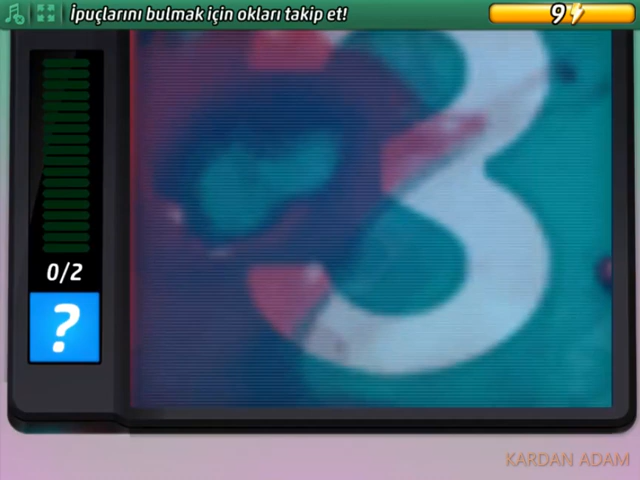 İpuçlarını bulmak için okları takip et!
9
3
0/2
?
KARDAN ADAM